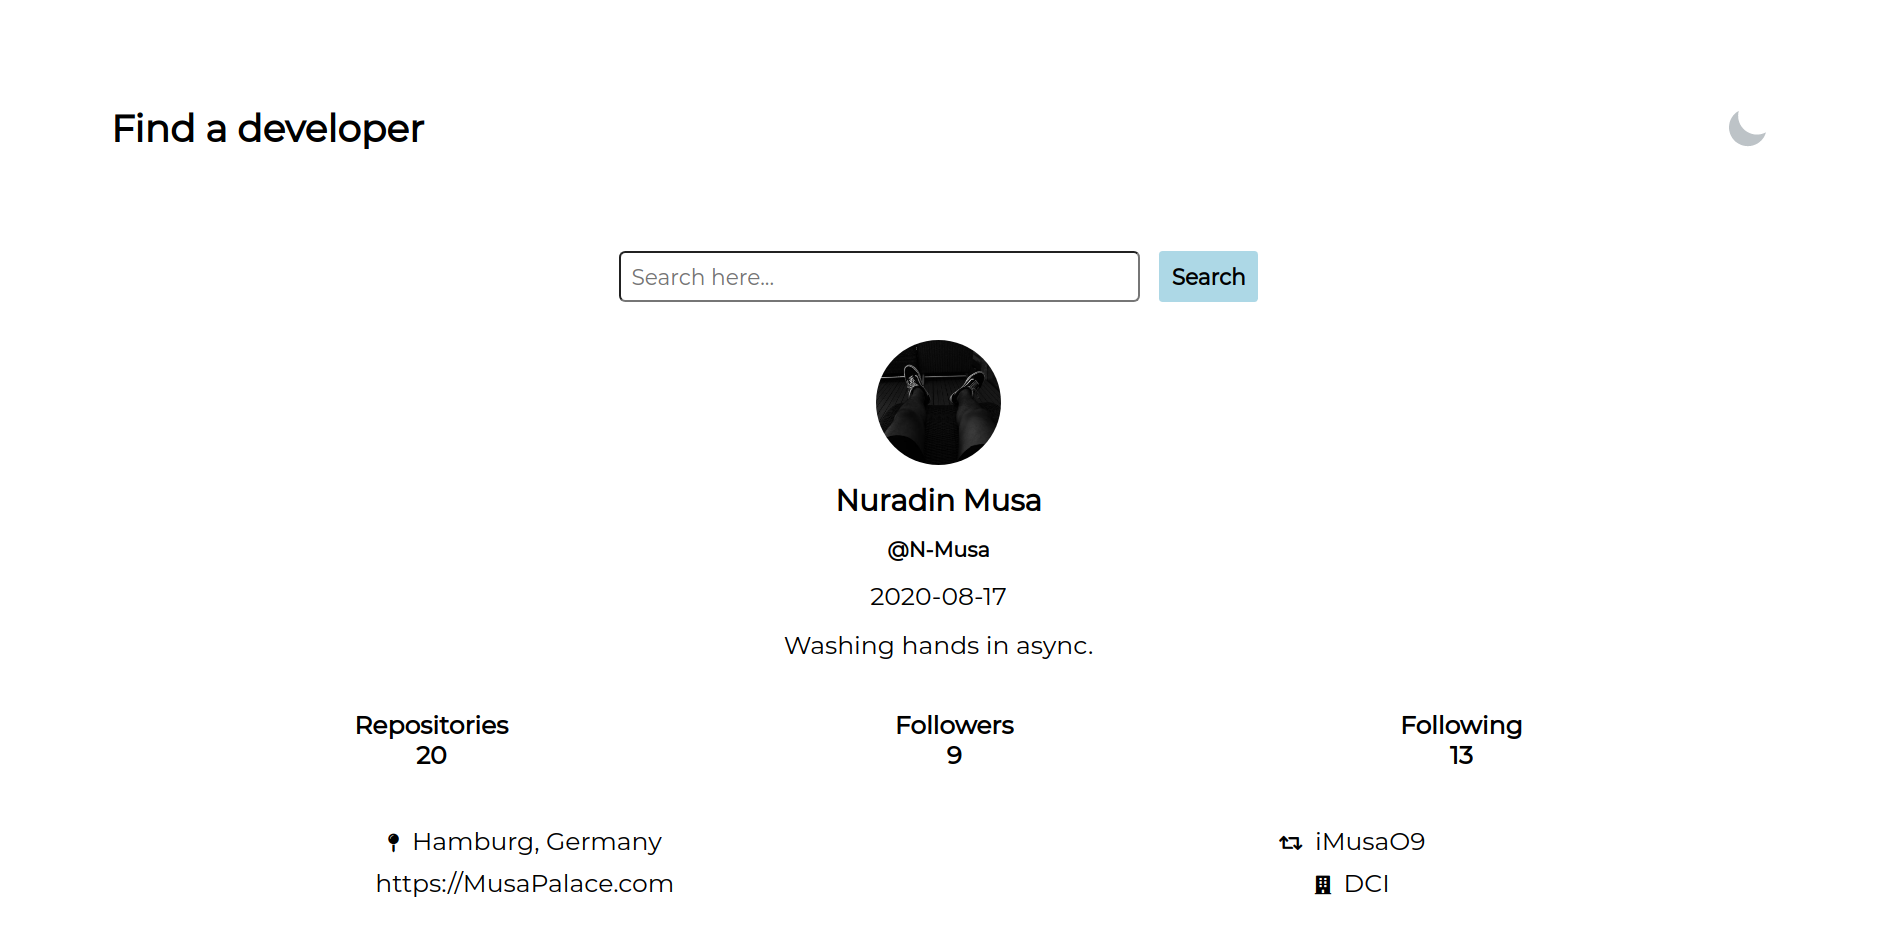 Find a developer
Search here...
Search
Nuradin Musa
@N-Musa
2020-08-17
Washing hands in async.
Repositories
20
Followers
9
Following
13
Hamburg, Germany
https://MusaPalace.com
iMusaO9
DCI